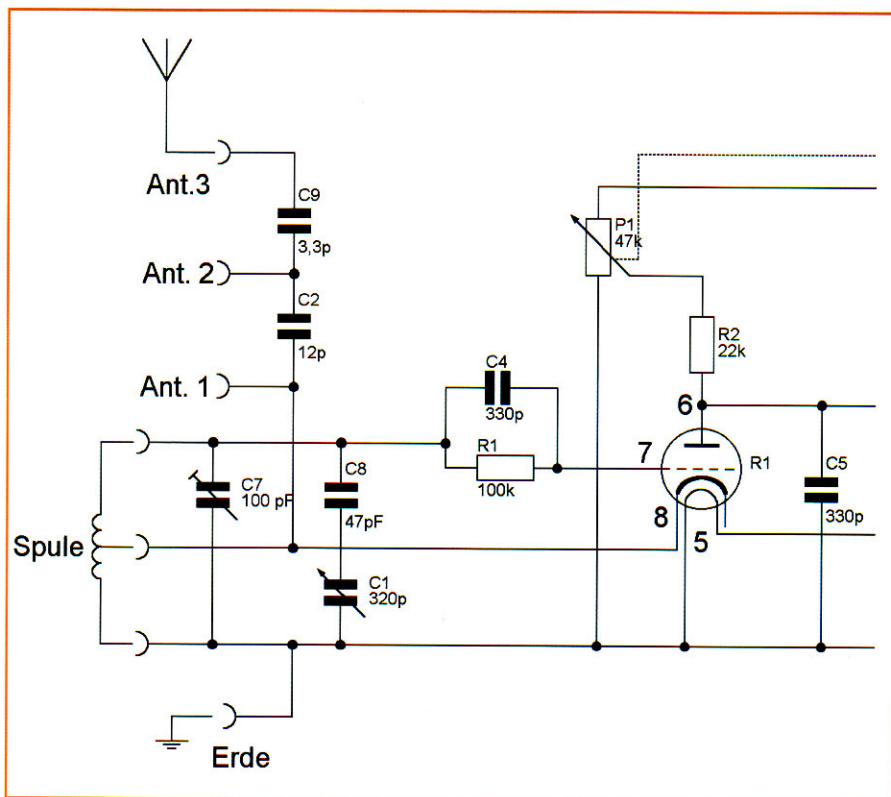 Ant.3
C9
3,3p
Ant. 2
C2
12p
Ant. 1
P1
47k
R2
22k
C4
330p
6
R1
100k
7
R1
C5
330p
8
5
C7
100 pF
C8
47pF
Spule
C1
320p
Erde